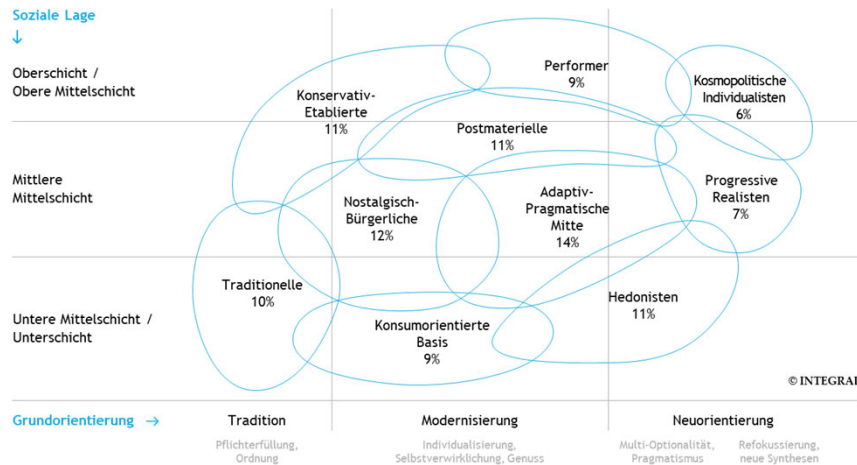 Soziale Lage
↓
Oberschicht /
Obere Mittelschicht
Mittlere
Mittelschicht
Untere Mittelschicht /
Unterschicht
Konservativ-
Etablierte
11%
Performer
9%
Kosmopolitische
Individualisten
6%
Postmaterielle
11%
Nostalgisch-
Bürgerliche
12%
Adaptiv-
Pragmatische
Mitte
14%
Progressive
Realisten
7%
Traditionelle
10%
Konsumorientierte
Basis
9%
Hedonisten
11%
© INTEGRAL
Grundorientierung →
Tradition
Modernisierung
Neuorientierung
Pflichterfüllung,
Ordnung
Individualisierung,
Selbstverwirklichung, Genuss
Multi-Optionalität,
Pragmatismus
Refokussierung,
neue Synthesen